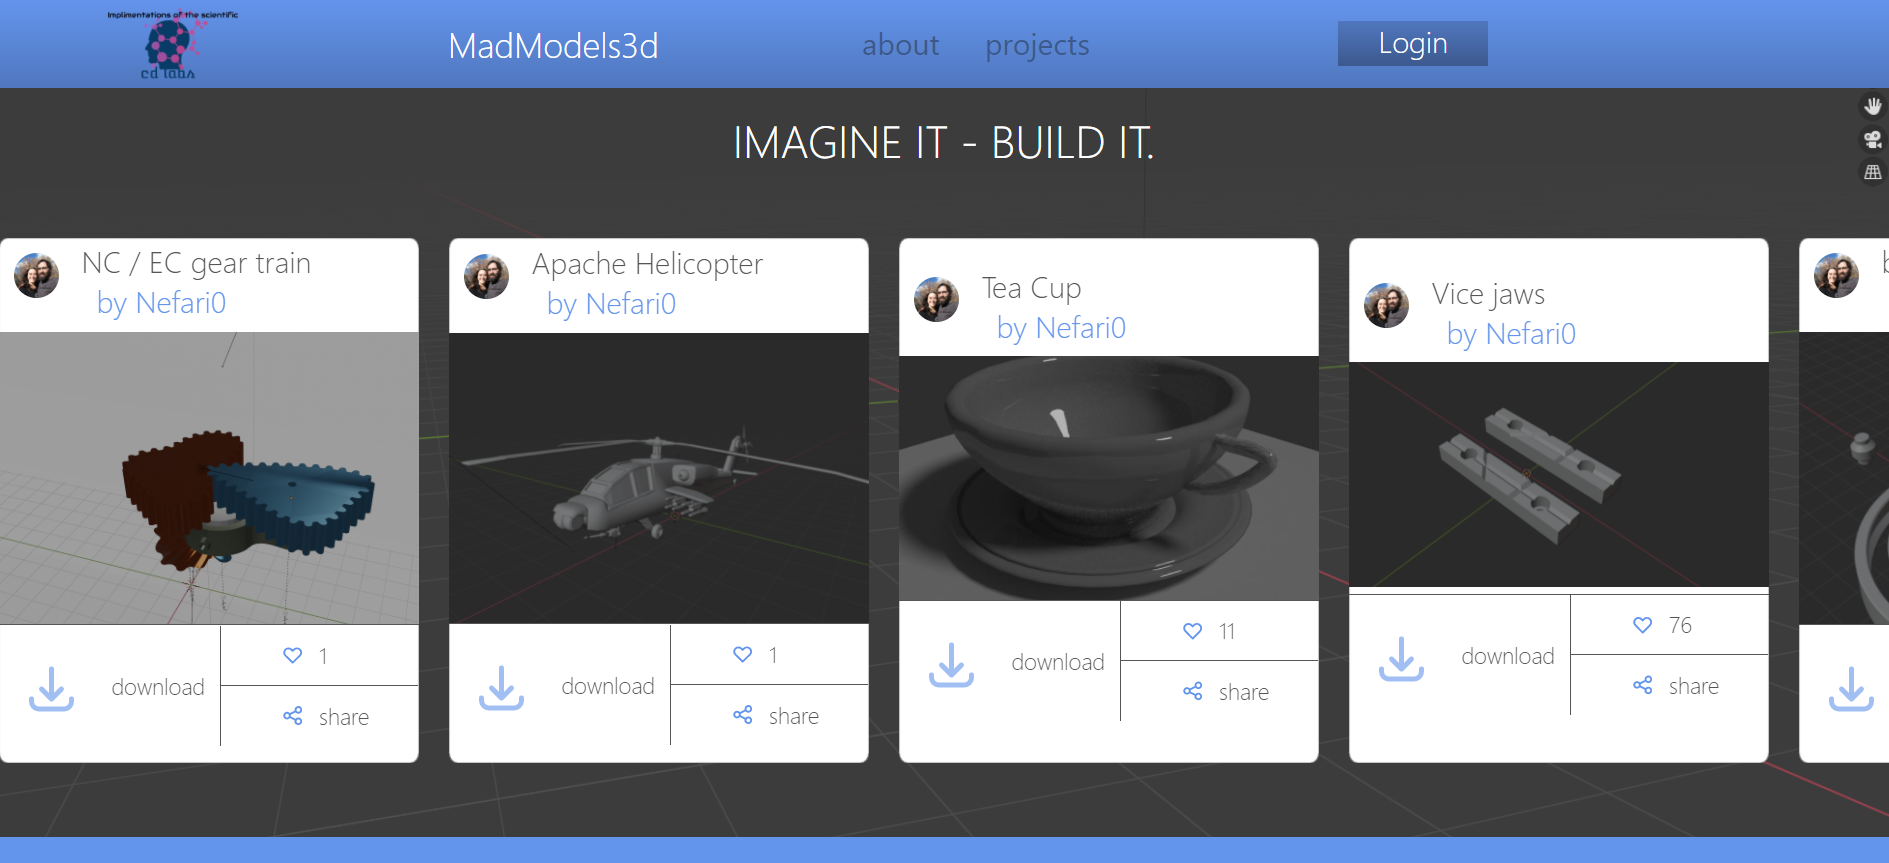 Implimentations of the scientific
cd labs
MadModels3d
about
projects
Login
IMAGINE IT - BUILD IT.
NC / EC gear train
by Nefari0
download
1
share
Apache Helicopter
by Nefari0
download
1
share
Tea Cup
by Nefari0
download
11
share
Vice jaws
by Nefari0
download
76
share